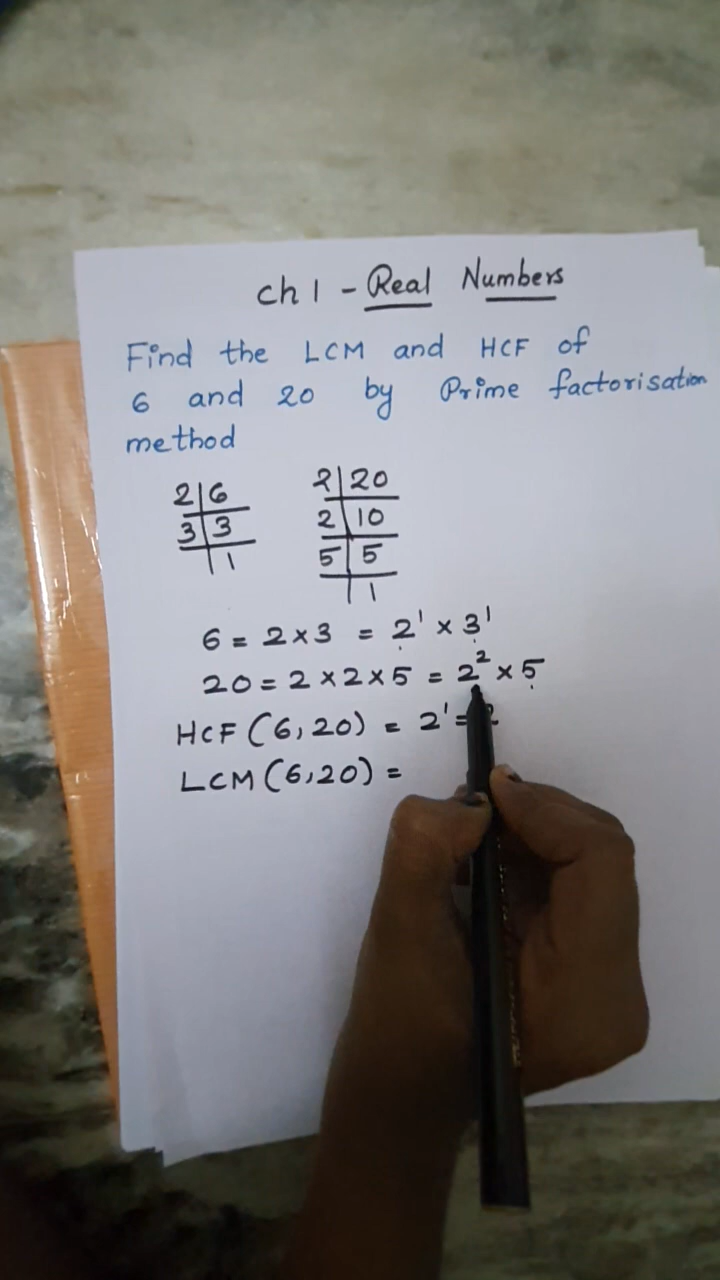 ch 1 - Real Numbers
Find the LCM and HCF of
6 and 20 by Prime factorisation
method
2 | 6
3 | 3
1
2 | 20
2 | 10
5 | 5
1
6 = 2 × 3 = 2¹ × 3¹
20 = 2 × 2 × 5 = 2² × 5
HCF (6,20) = 2¹ = 2
LCM (6,20) =